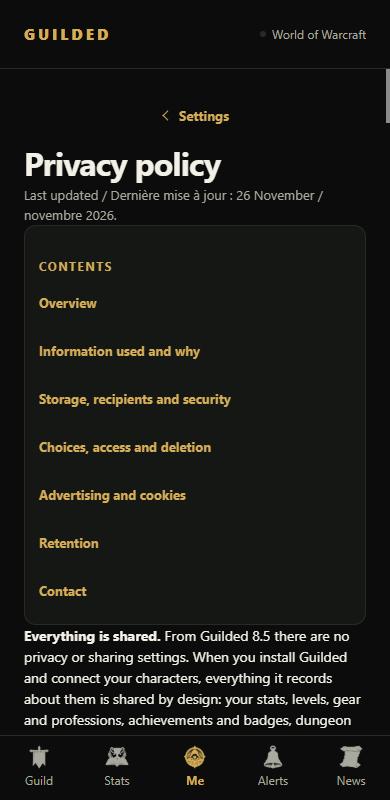 GUILDED
World of Warcraft
Settings
Privacy policy
Last updated / Dernière mise à jour : 26 November /
novembre 2026.
CONTENTS
Overview
Information used and why
Storage, recipients and security
Choices, access and deletion
Advertising and cookies
Retention
Contact
Everything is shared. From Guilded 8.5 there are no
privacy or sharing settings. When you install Guilded
and connect your characters, everything it records
about them is shared by design: your stats, levels, gear
and professions, achievements and badges, dungeon
Guild
Stats
Me
Alerts
News